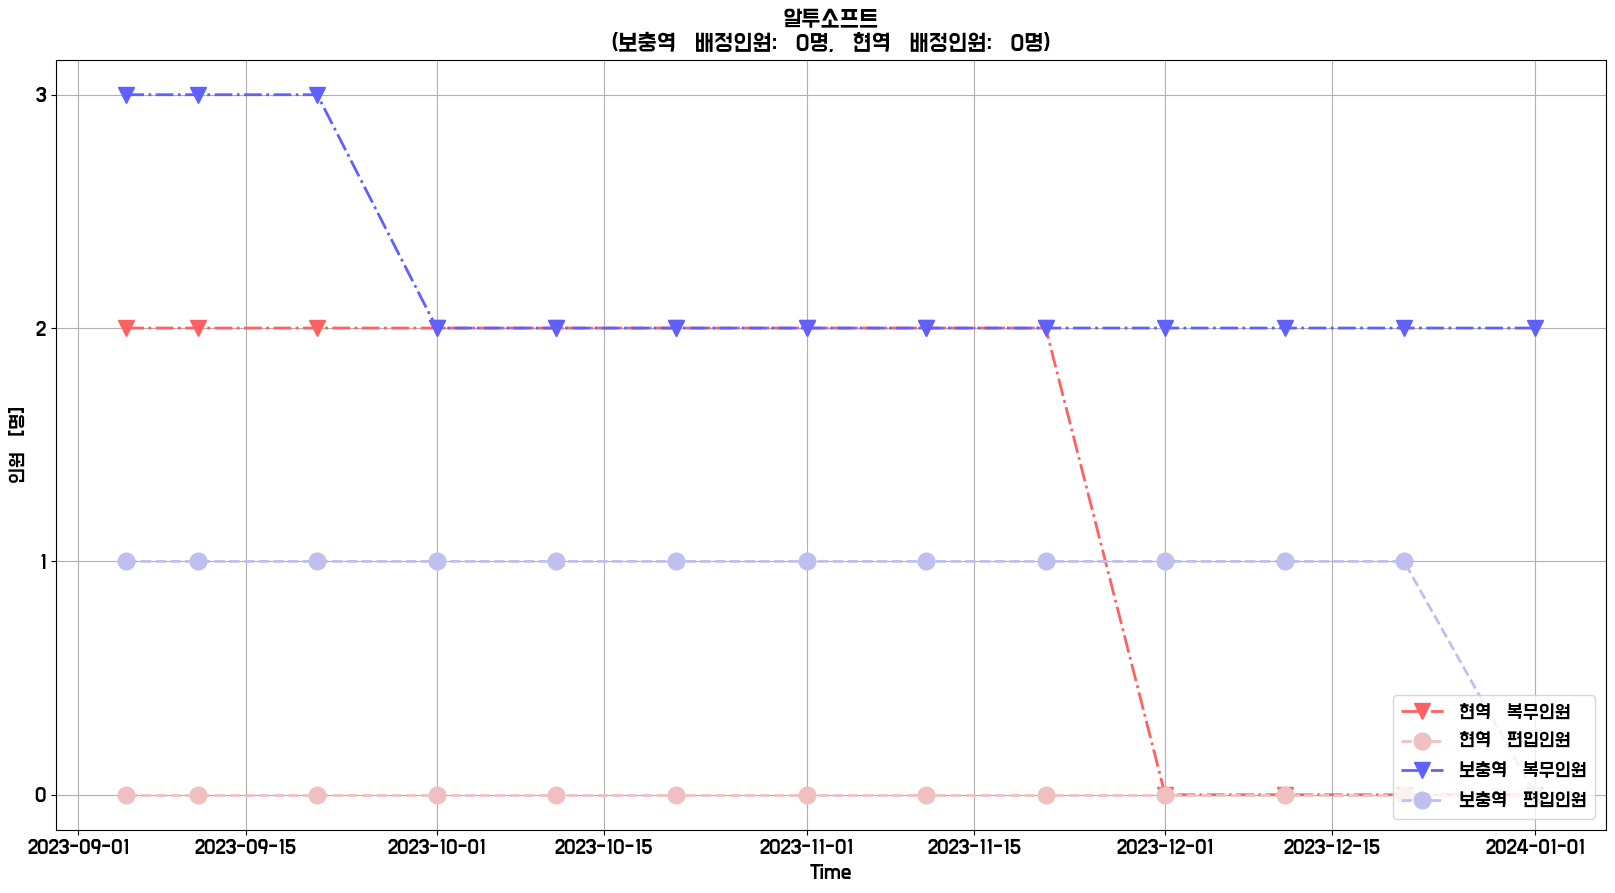 알투소프트
(보충역 배정인원: 0명, 현역 배정인원: 0명)
인원 [명]
3
2
1
0
현역 복무인원
현역 편입인원
보충역 복무인원
보충역 편입인원
2023-09-01 2023-09-15 2023-10-01 2023-10-15 2023-11-01 2023-11-15 2023-12-01 2023-12-15 2024-01-01
Time